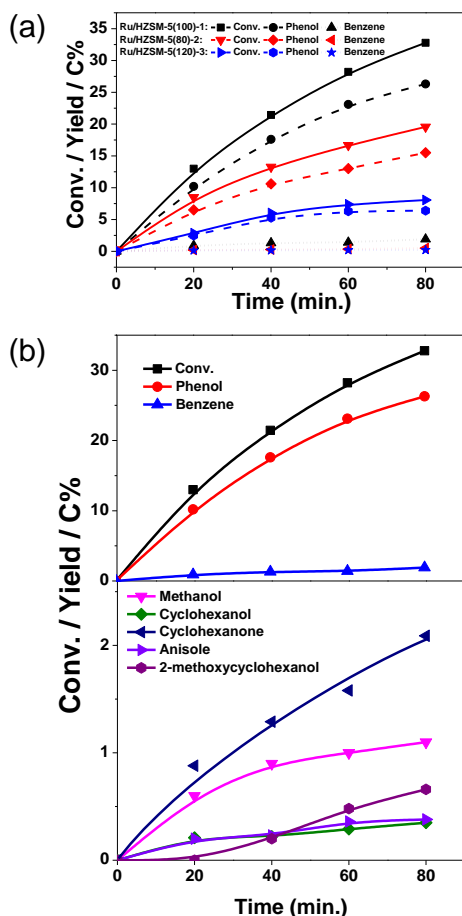 (a)
Ru/HZSM-5(100)-1: Conv. Phenol Benzene
Ru/HZSM-5(80)-2: Conv. Phenol Benzene
Ru/HZSM-5(120)-3: Conv. Phenol Benzene
35
30
25
20
15
10
5
0
Conv. / Yield / C%
0 20 40 60 80
Time (min.)
(b)
Conv.
Phenol
Benzene
30
20
10
0
Methanol
Cyclohexanol
Cyclohexanone
Anisole
2-methoxycyclohexanol
2
1
0
Conv. / Yield / C%
0 20 40 60 80
Time (min.)